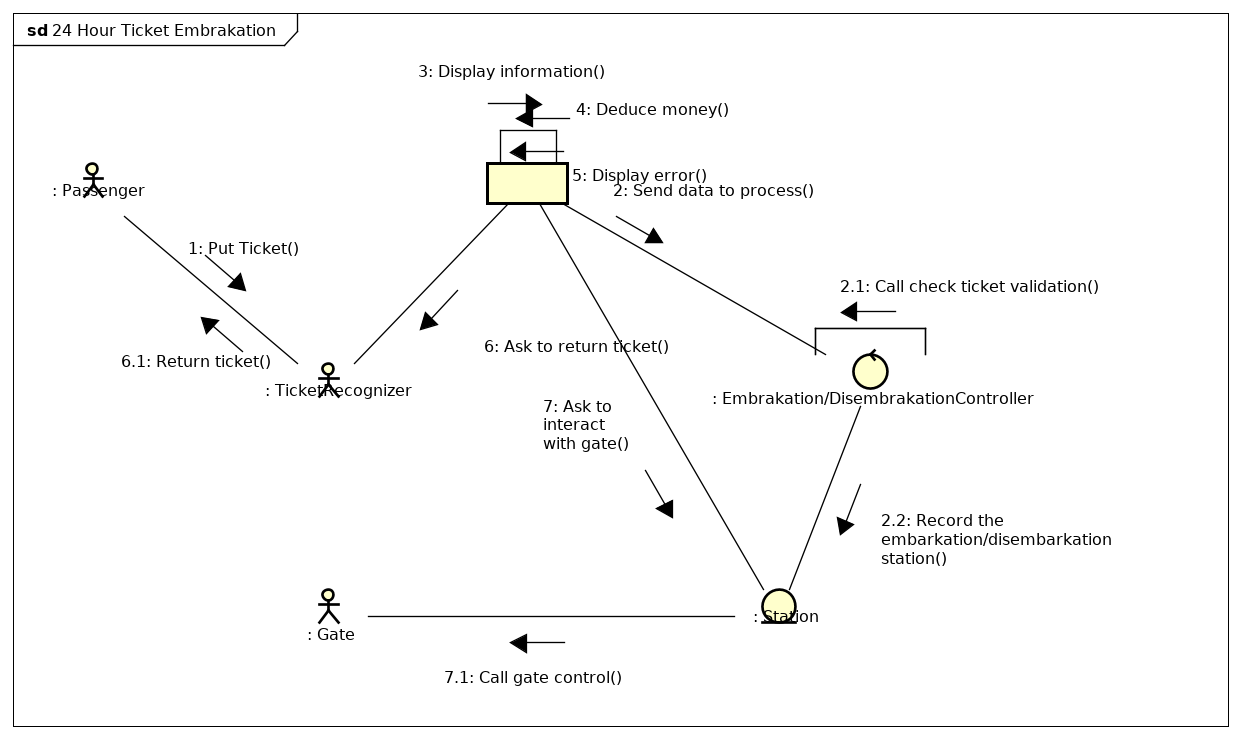 sd 24 Hour Ticket Embrakation
3: Display information()
4: Deduce money()
5: Display error()
2: Send data to process()
: Passenger
1: Put Ticket()
2.1: Call check ticket validation()
6: Ask to return ticket()
6.1: Return ticket()
: TicketRecognizer
: Embrakation/DisembrakationController
7: Ask to
interact
with gate()
2.2: Record the
embarkation/disembarkation
station()
: Station
: Gate
7.1: Call gate control()